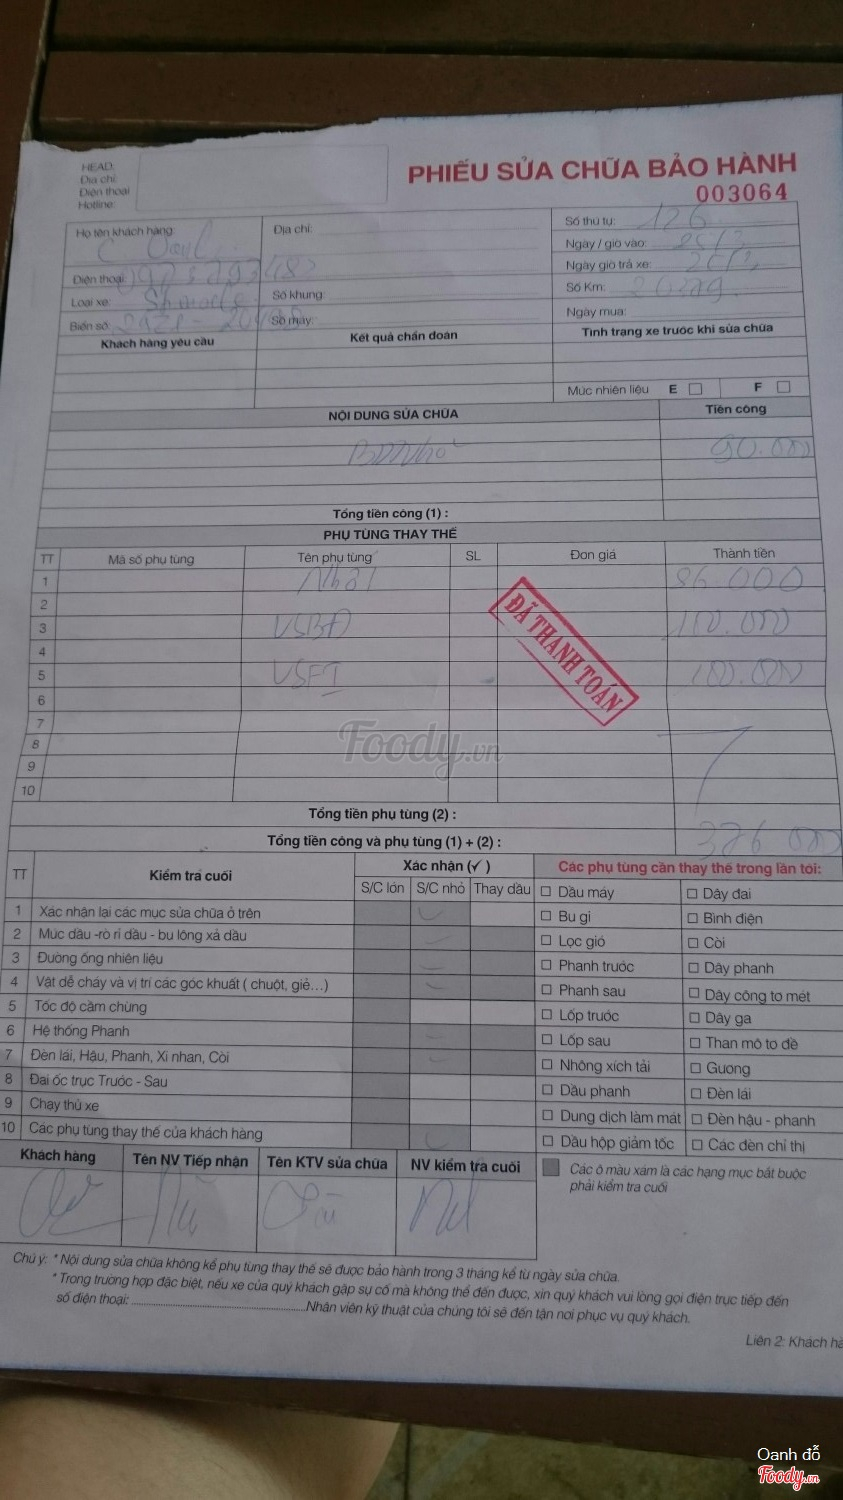 HEAD:
Địa chỉ:
Điện thoại
Hotline:
PHIẾU SỬA CHỮA BẢO HÀNH
003064
Họ tên khách hàng:
Địa chỉ:
Số thứ tự: 126
Ngày / giờ vào:
Điện thoại:
Ngày giờ trả xe:
Loại xe:
Số khung:
Số Km:
Biển số:
Số máy:
Ngày mua:
Khách hàng yêu cầu
Kết quả chẩn đoán
Tình trạng xe trước khi sửa chữa
Mức nhiên liệu E F
NỘI DUNG SỬA CHỮA
Tiền công
BD Nhỏ 90.000
Tổng tiền công (1) :
PHỤ TÙNG THAY THẾ
TT Mã số phụ tùng Tên phụ tùng SL Đơn giá Thành tiền
1 Nhớt 86.000
2
3 VSBĐ 110.000
4
5 VSFI 100.000
6
7
8
9
10
ĐÃ THANH TOÁN
Foody.vn
Tổng tiền phụ tùng (2) :
Tổng tiền công và phụ tùng (1) + (2) :
TT Kiểm tra cuối Xác nhận (✓)
S/C lớn S/C nhỏ Thay dầu
1 Xác nhận lại các mục sửa chữa ở trên
2 Mức dầu -rò rỉ dầu - bu lông xả dầu
3 Đường ống nhiên liệu
4 Vật dễ cháy và vị trí các góc khuất ( chuột, giẻ...)
5 Tốc độ cầm chừng
6 Hệ thống Phanh
7 Đèn lái, Hậu, Phanh, Xi nhan, Còi
8 Đai ốc trục Trước - Sau
9 Chạy thử xe
10 Các phụ tùng thay thế của khách hàng
Các phụ tùng cần thay thế trong lần tới:
Dầu máy Dây đai
Bu gi Bình điện
Lọc gió Còi
Phanh trước Dây phanh
Phanh sau Dây công tơ mét
Lốp trước Dây ga
Lốp sau Than mô tơ đề
Nhông xích tải Gương
Dầu phanh Đèn lái
Dung dịch làm mát Đèn hậu - phanh
Dầu hộp giảm tốc Các đèn chỉ thị
Khách hàng Tên NV Tiếp nhận Tên KTV sửa chữa NV kiểm tra cuối
Các ô màu xám là các hạng mục bắt buộc
phải kiểm tra cuối
Chú ý: * Nội dung sửa chữa không kể phụ tùng thay thế sẽ được bảo hành trong 3 tháng kể từ ngày sửa chữa.
* Trong trường hợp đặc biệt, nếu xe của quý khách gặp sự cố mà không thể đến được, xin quý khách vui lòng gọi điện trực tiếp đến
số điện thoại: ........Nhân viên kỹ thuật của chúng tôi sẽ đến tận nơi phục vụ quý khách.
Liên 2: Khách hà
Oanh đỗ
Foody.vn